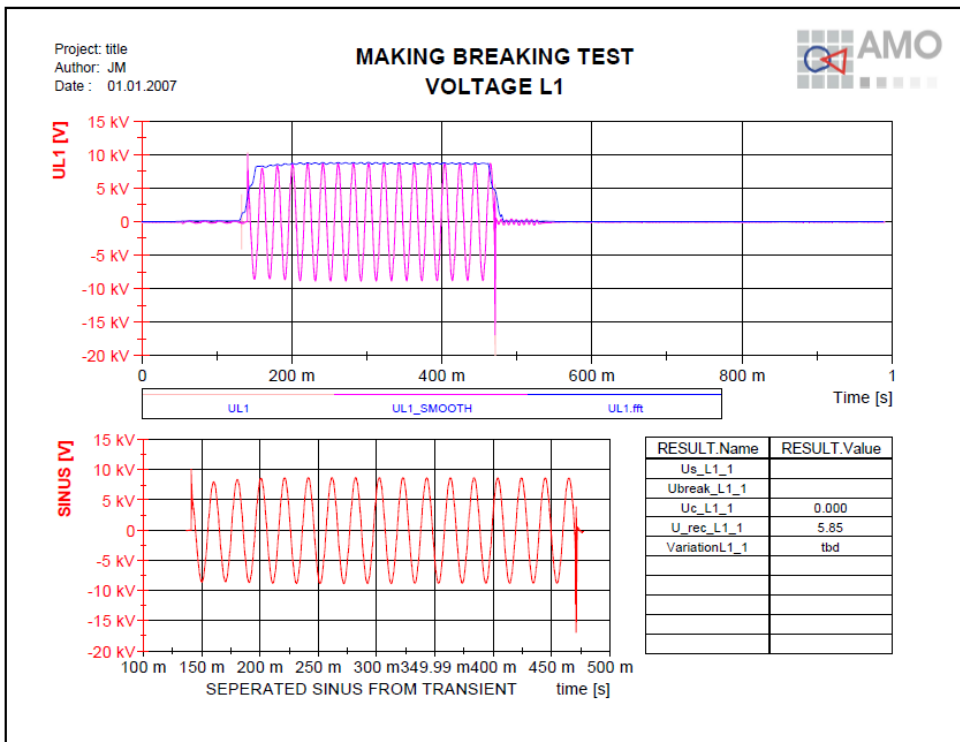 Project: title
Author: JM
Date : 01.01.2007
MAKING BREAKING TEST
VOLTAGE L1
AMO
UL1 [V]
15 kV
10 kV
5 kV
0
-5 kV
-10 kV
-15 kV
-20 kV
0 200 m 400 m 600 m 800 m 1
Time [s]
UL1 UL1_SMOOTH UL1.fft
SINUS [V]
15 kV
10 kV
5 kV
0
-5 kV
-10 kV
-15 kV
-20 kV
100 m 150 m 200 m 250 m 300 m 349.99 m 400 m 450 m 500 m
SEPERATED SINUS FROM TRANSIENT time [s]
RESULT.Name RESULT.Value
Us_L1_1
Ubreak_L1_1
Uc_L1_1 0.000
U_rec_L1_1 5.85
VariationL1_1 tbd